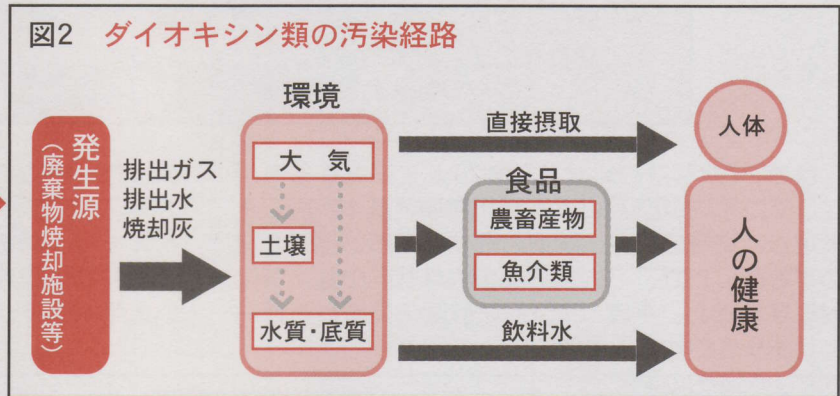 図2 ダイオキシン類の汚染経路
発生源
（廃棄物焼却施設等）
排出ガス
排出水
焼却灰
環境
大 気
土壌
水質・底質
直接摂取
食品
農畜産物
魚介類
飲料水
人体
人の健康